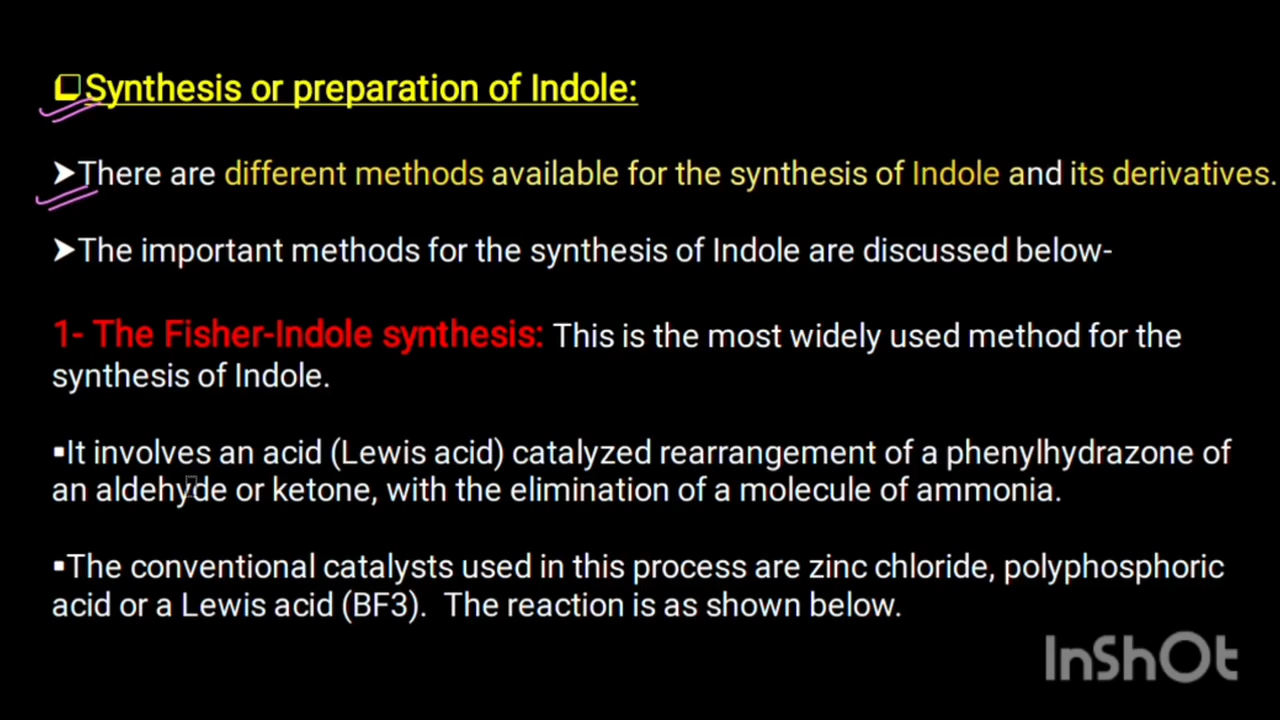 ❑Synthesis or preparation of Indole:
➤There are different methods available for the synthesis of Indole and its derivatives.
➤The important methods for the synthesis of Indole are discussed below-
1- The Fisher-Indole synthesis: This is the most widely used method for the
synthesis of Indole.
▪It involves an acid (Lewis acid) catalyzed rearrangement of a phenylhydrazone of
an aldehyde or ketone, with the elimination of a molecule of ammonia.
▪The conventional catalysts used in this process are zinc chloride, polyphosphoric
acid or a Lewis acid (BF3).  The reaction is as shown below.
InShOt